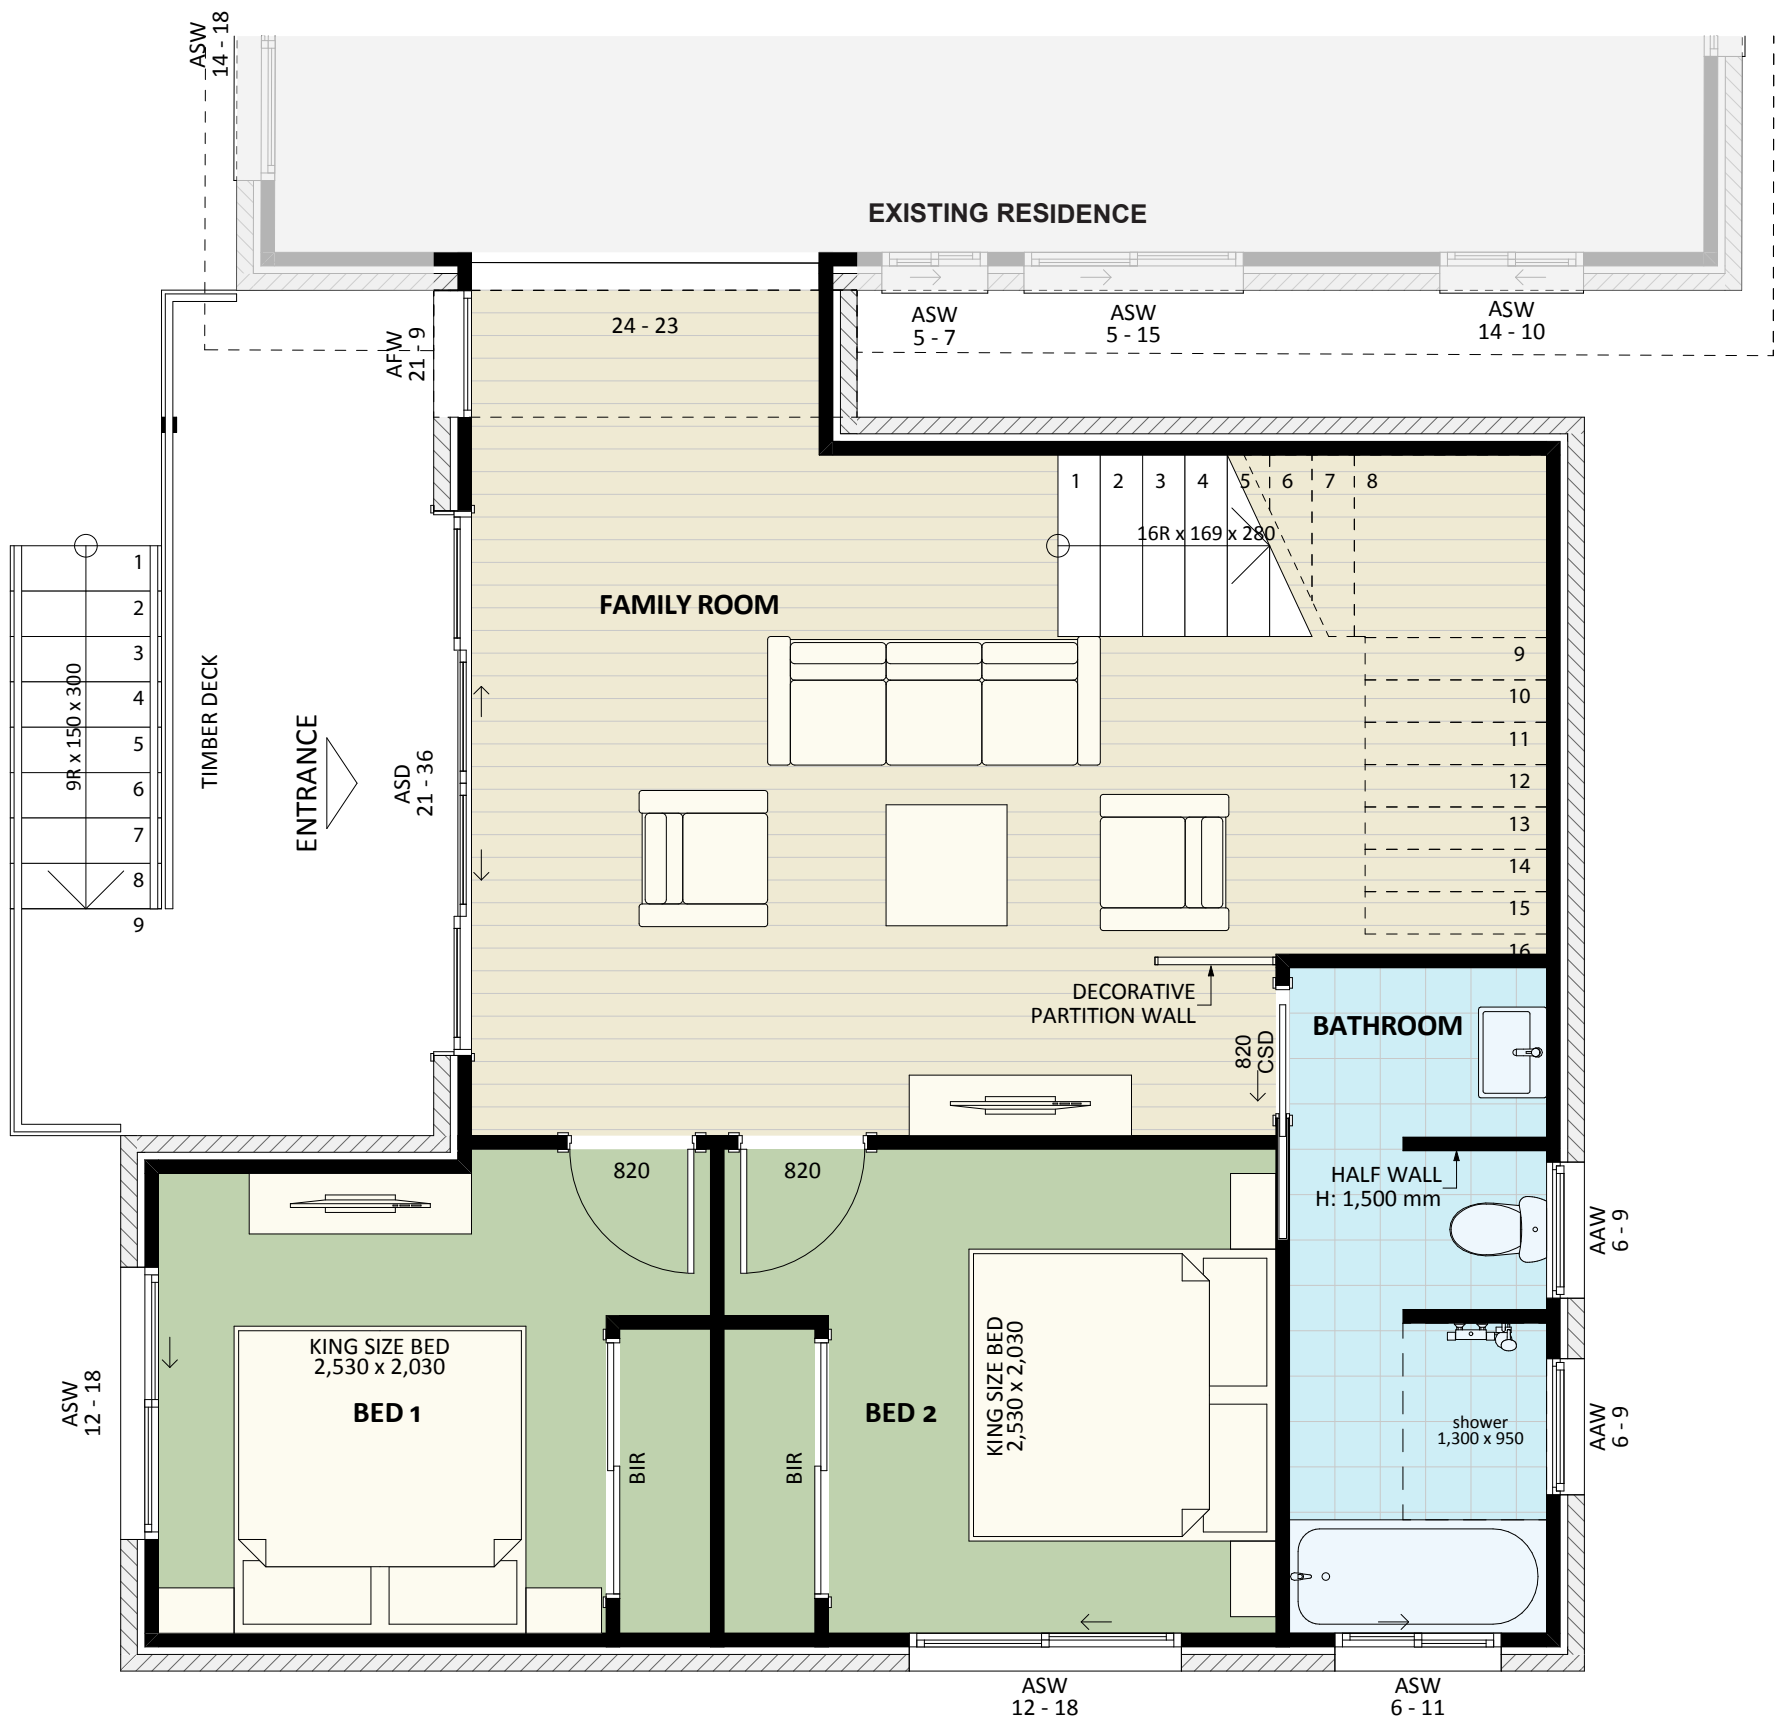 ASW
14 - 18
EXISTING RESIDENCE
24 - 23
AFW
21 - 9
ASW
5 - 7
ASW
5 - 15
ASW
14 - 10
1
2
3
4
5
6
7
8
16R x 169 x 280
FAMILY ROOM
1
2
3
4
5
6
7
8
9
9R x 150 x 300
TIMBER DECK
ENTRANCE
ASD
21 - 36
9
10
11
12
13
14
15
16
DECORATIVE
PARTITION WALL
820
CSD
BATHROOM
820
820
HALF WALL
H: 1,500 mm
AAW
6 - 9
KING SIZE BED
2,530 x 2,030
BED 1
ASW
12 - 18
BIR
BIR
BED 2
KING SIZE BED
2,530 x 2,030
shower
1,300 x 950
AAW
6 - 9
ASW
12 - 18
ASW
6 - 11